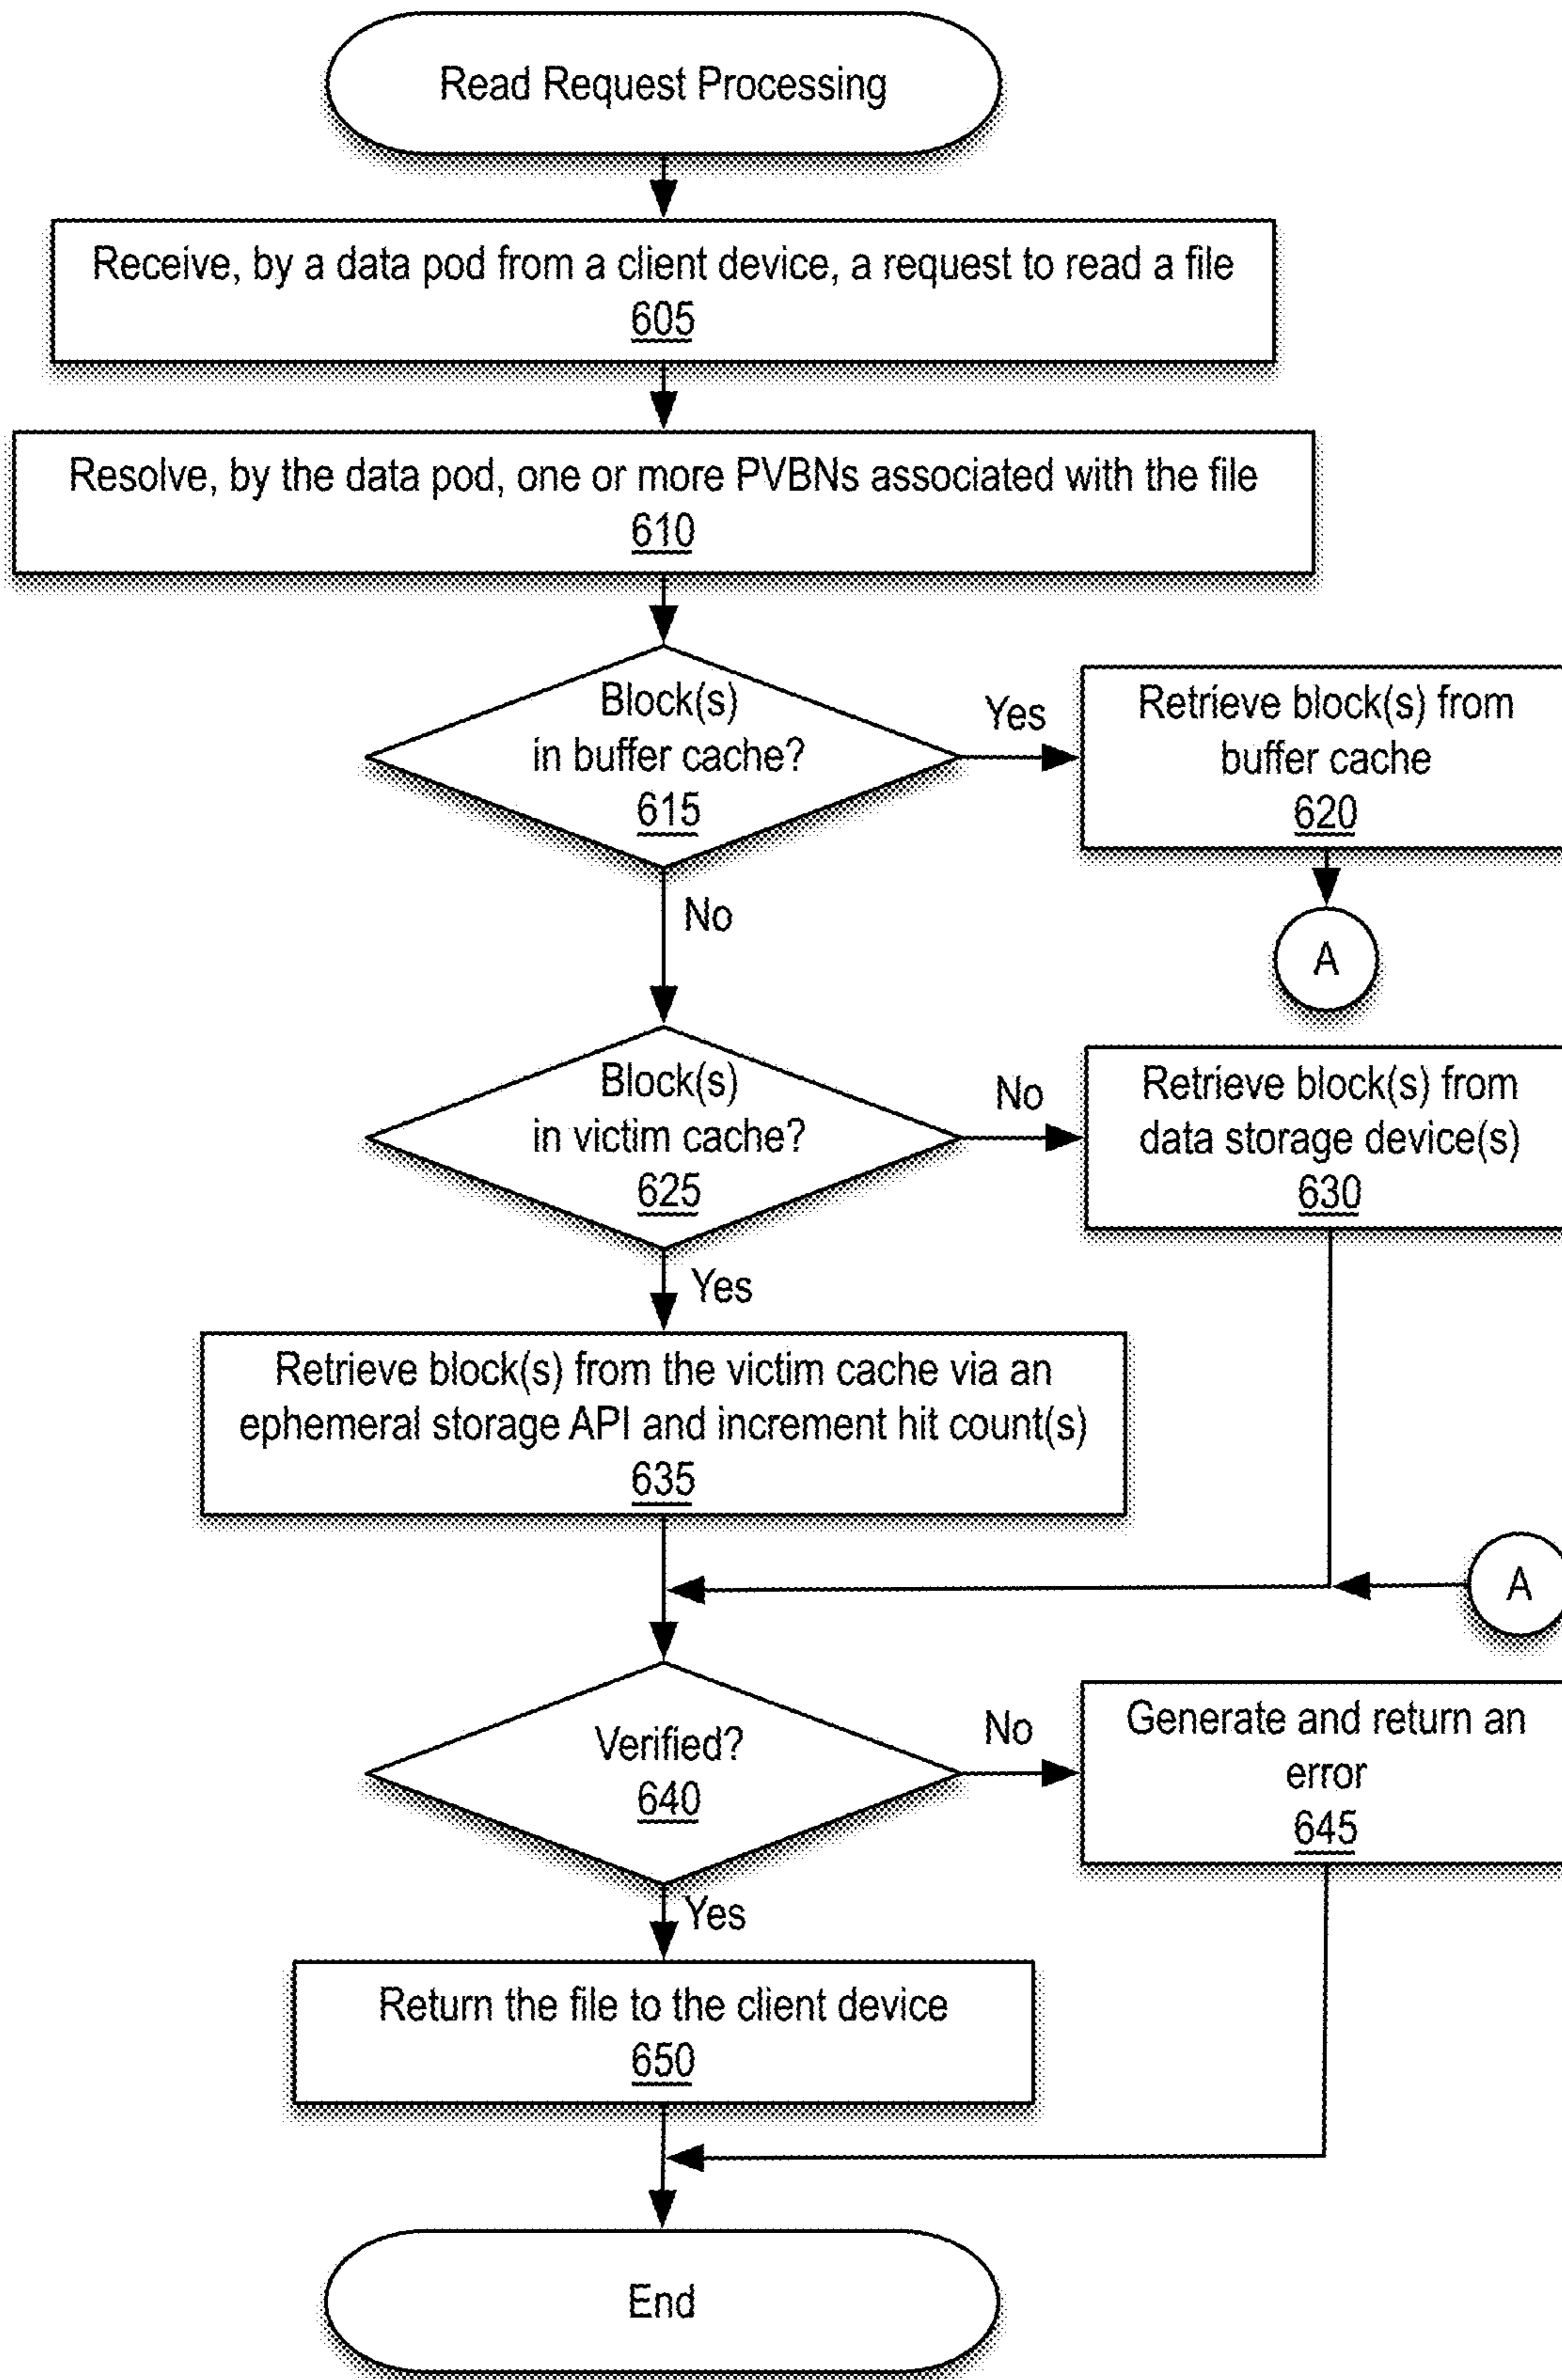 Read Request Processing
Receive, by a data pod from a client device, a request to read a file
605
Resolve, by the data pod, one or more PVBNs associated with the file
610
Block(s)
in buffer cache?
615
Yes
Retrieve block(s) from
buffer cache
620
No
A
Block(s)
in victim cache?
625
No
Retrieve block(s) from
data storage device(s)
630
Yes
Retrieve block(s) from the victim cache via an
ephemeral storage API and increment hit count(s)
635
A
Verified?
640
No
Generate and return an
error
645
Yes
Return the file to the client device
650
End